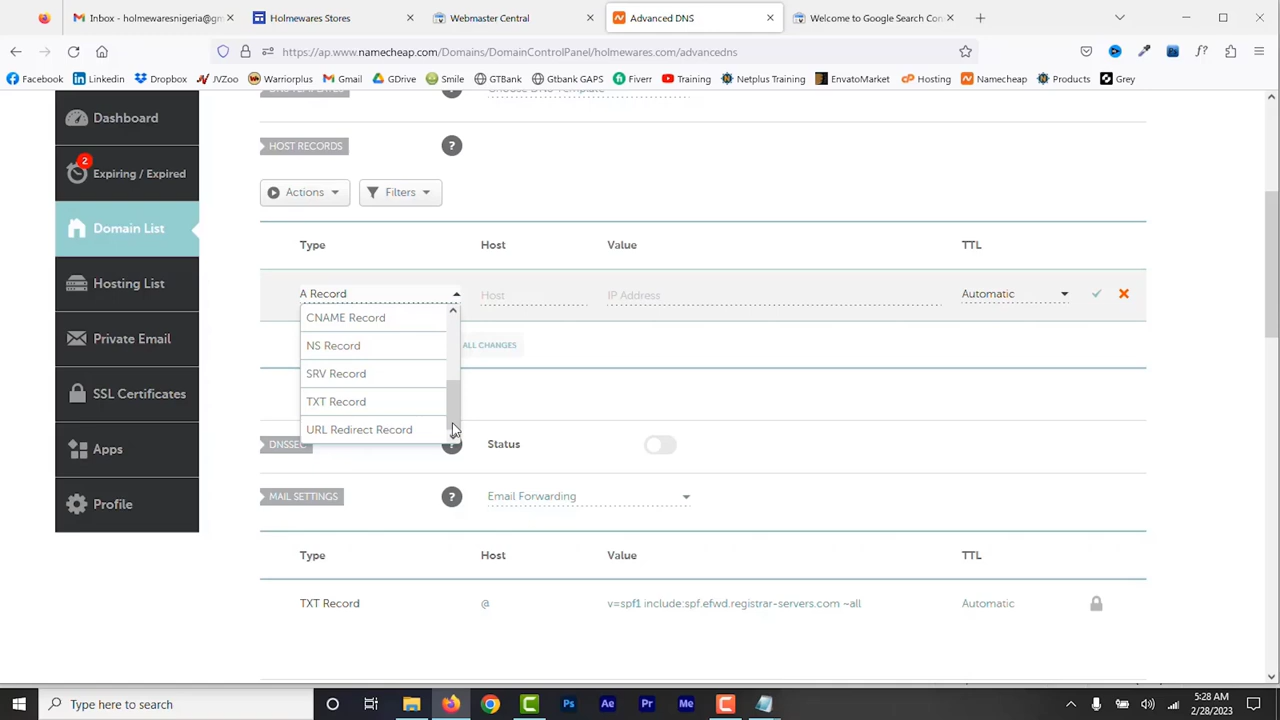 Inbox - holmewaresnigeria@gm
Holmewares Stores
Webmaster Central
Advanced DNS
Welcome to Google Search Con
https://ap.www.namecheap.com/Domains/DomainControlPanel/holmewares.com/advancedns
Facebook
Linkedin
Dropbox
JVZoo
Warriorplus
Gmail
GDrive
Smile
GTBank
Gtbank GAPS
Fiverr
Training
Netplus Training
EnvatoMarket
Hosting
Namecheap
Products
Grey
DNS TEMPLATES
Choose DNS Template
Dashboard
HOST RECORDS
2
Expiring / Expired
Actions
Filters
Domain List
Type
Host
Value
TTL
Hosting List
A Record
Host
IP Address
Automatic
CNAME Record
Private Email
NS Record
ALL CHANGES
SRV Record
SSL Certificates
TXT Record
URL Redirect Record
Apps
DNSSEC
Status
Profile
MAIL SETTINGS
Email Forwarding
Type
Host
Value
TTL
TXT Record
@
v=spf1 include:spf.efwd.registrar-servers.com ~all
Automatic
Type here to search
5:28 AM
2/28/2023